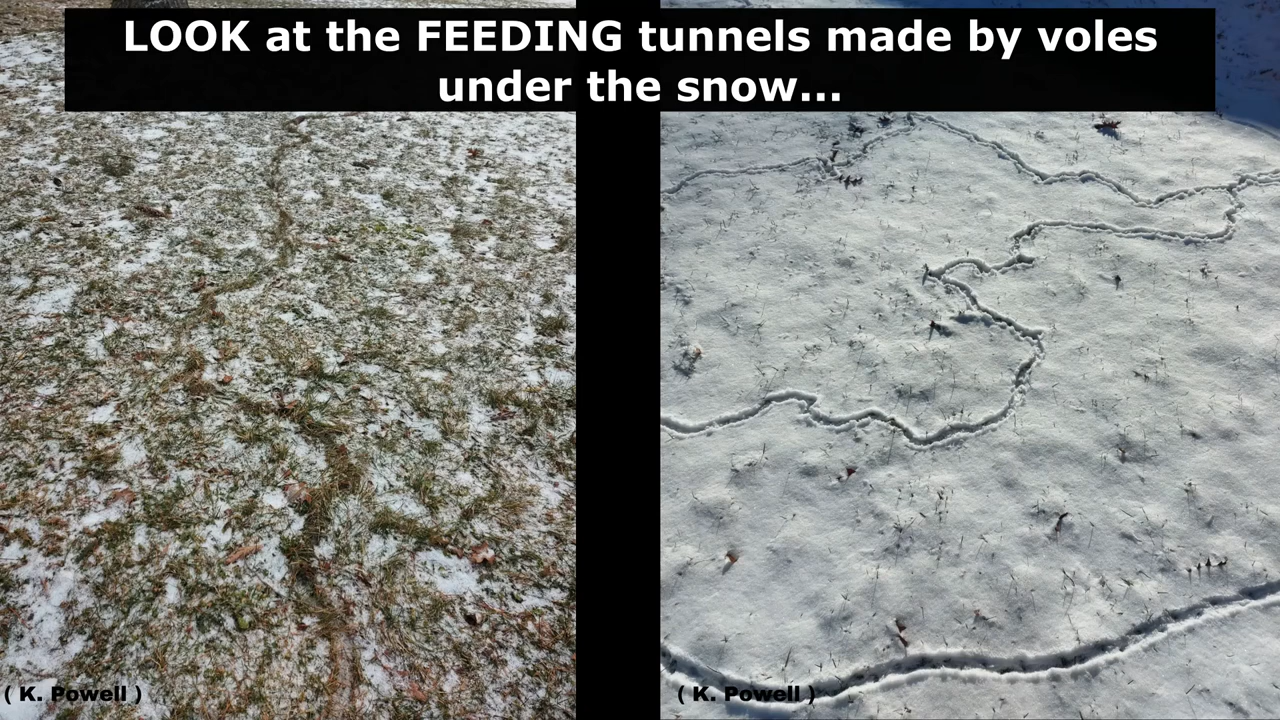 LOOK at the FEEDING tunnels made by voles
under the snow...
( K. Powell )
( K. Powell )